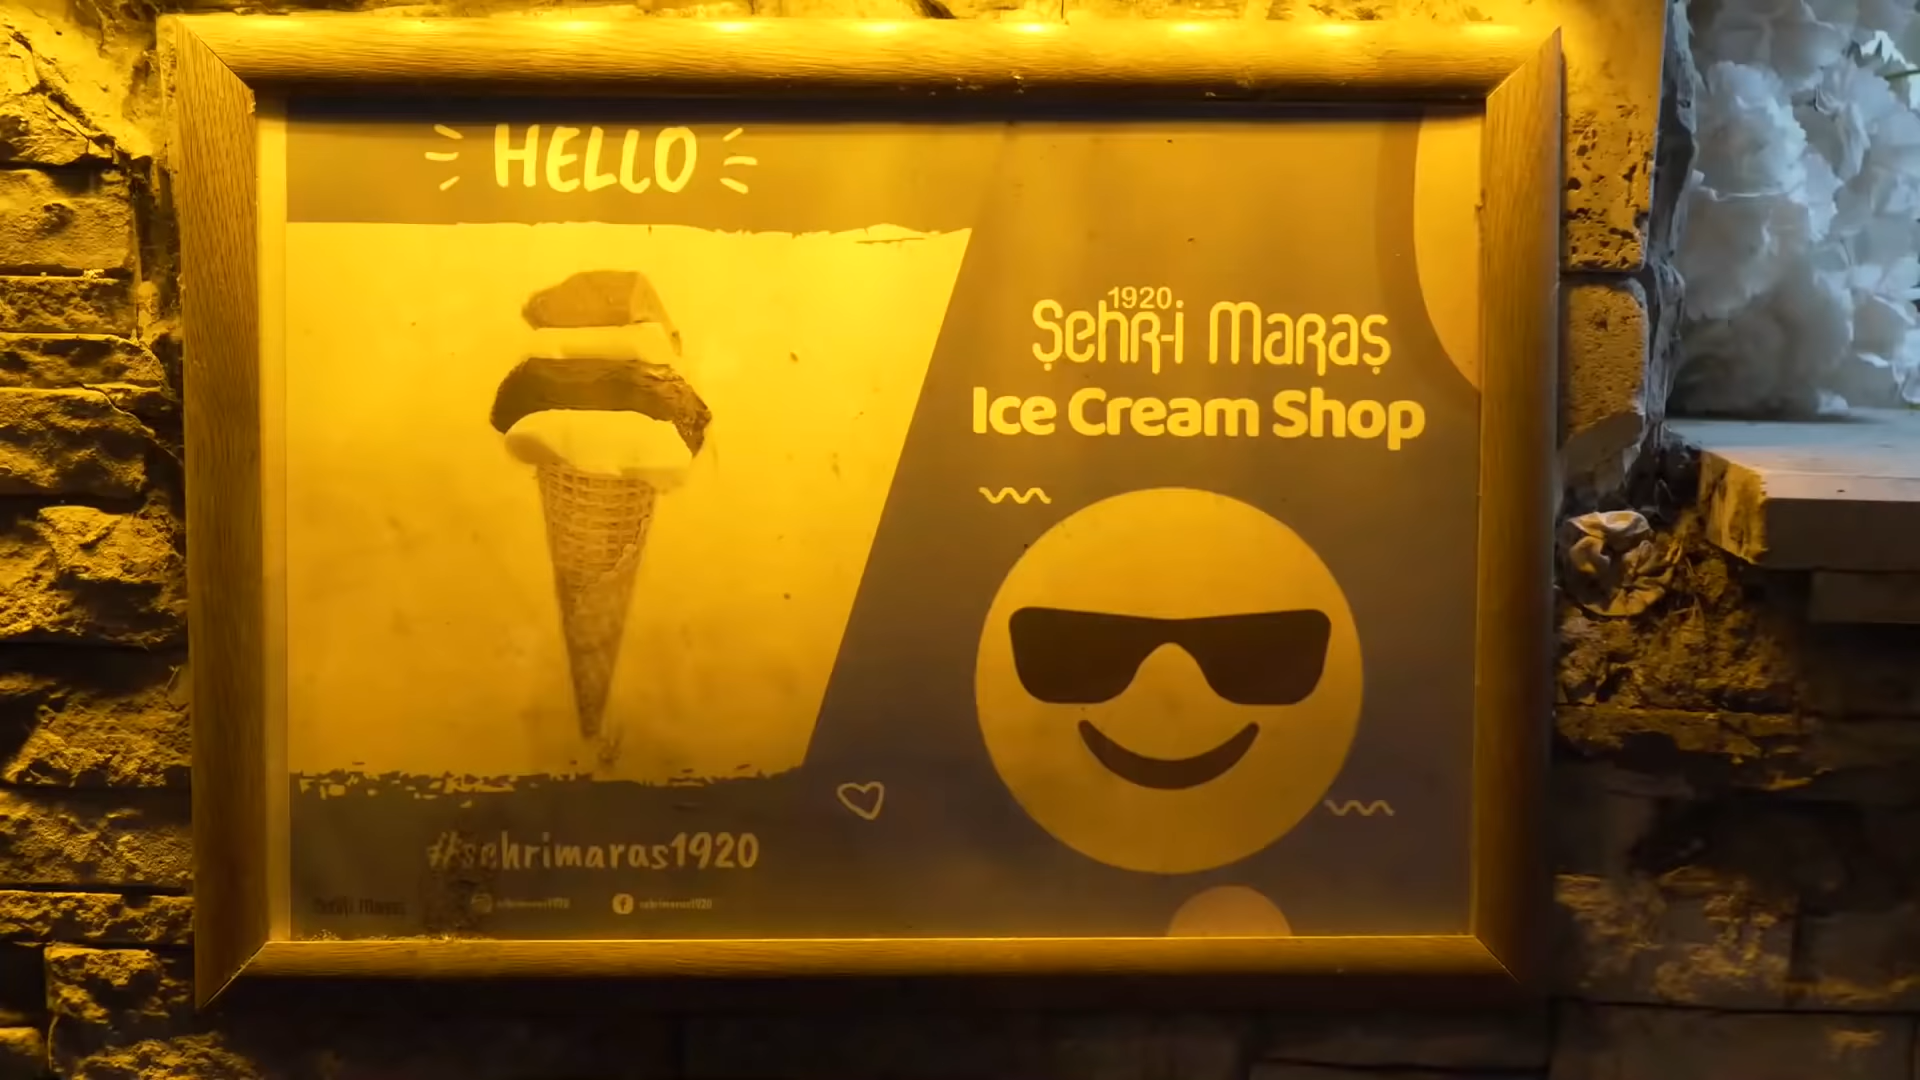 HELLO
1920
Şehr-i Maraş
Ice Cream Shop
#sehrimaras1920
sehrimaras1920
sehrimaras1920